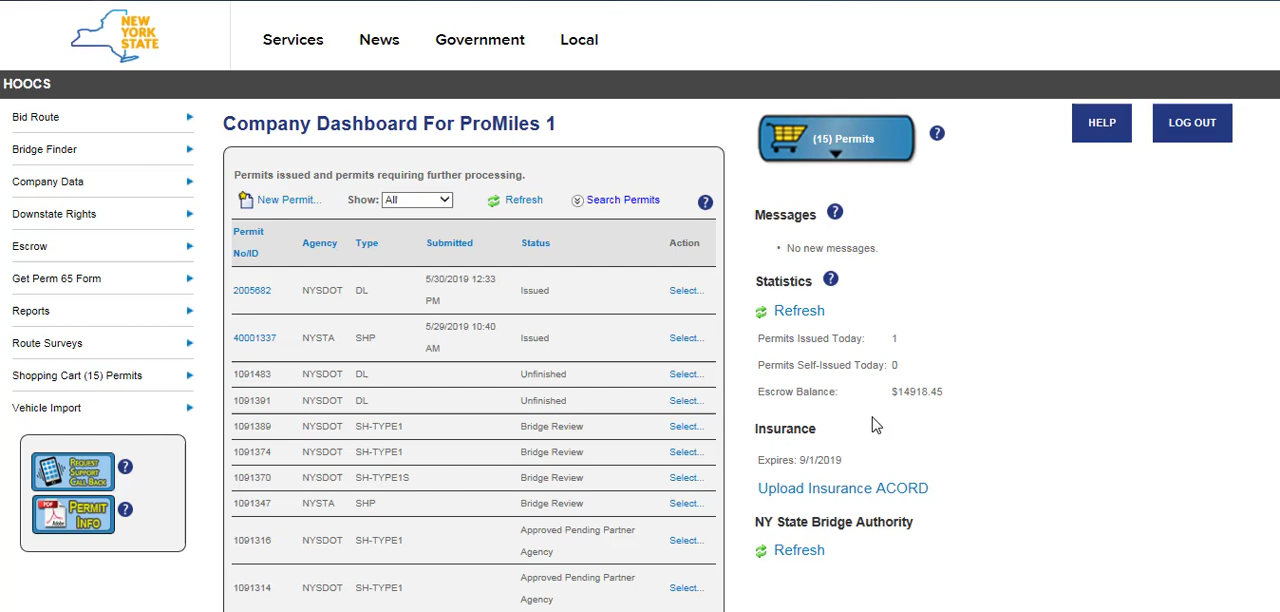 NEW
YORK
STATE
Services News Government Local
HOOCS
Bid Route
Bridge Finder
Company Data
Downstate Rights
Escrow
Get Perm 65 Form
Reports
Route Surveys
Shopping Cart (15) Permits
Vehicle Import
REQUEST
SUPPORT
CALL BACK
?
PDF
Adobe
PERMIT
INFO
?
Company Dashboard For ProMiles 1
Permits issued and permits requiring further processing.
New Permit... Show: All Refresh Search Permits ?
Permit
No/ID Agency Type Submitted Status Action
2005682 NYSDOT DL 5/30/2019 12:33
PM Issued Select...
40001337 NYSTA SHP 5/29/2019 10:40
AM Issued Select...
1091483 NYSDOT DL Unfinished Select...
1091391 NYSDOT DL Unfinished Select...
1091389 NYSDOT SH-TYPE1 Bridge Review Select...
1091374 NYSDOT SH-TYPE1 Bridge Review Select...
1091370 NYSDOT SH-TYPE1S Bridge Review Select...
1091347 NYSTA SHP Bridge Review Select...
1091316 NYSDOT SH-TYPE1 Approved Pending Partner
Agency Select...
1091314 NYSDOT SH-TYPE1 Approved Pending Partner
Agency Select...
(15) Permits ?
HELP LOG OUT
Messages ?
• No new messages.
Statistics ?
Refresh
Permits Issued Today: 1
Permits Self-Issued Today: 0
Escrow Balance: $14918.45
Insurance
Expires: 9/1/2019
Upload Insurance ACORD
NY State Bridge Authority
Refresh